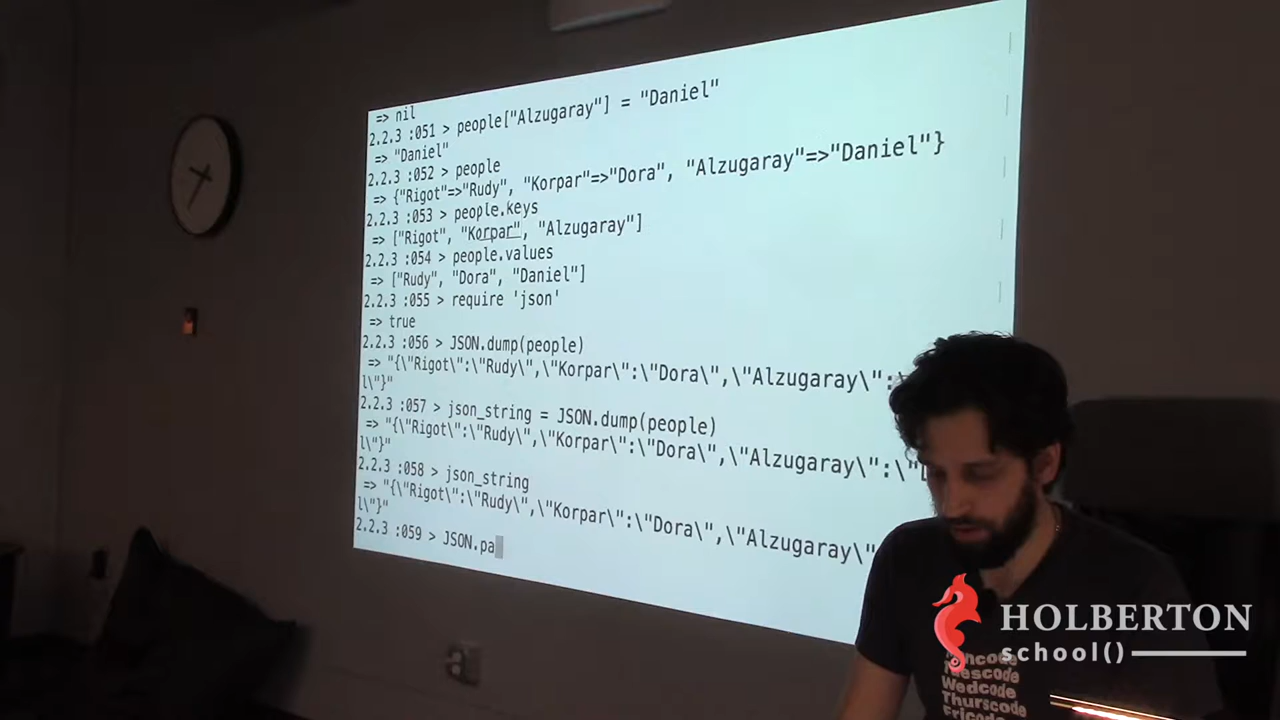 => nil
2.2.3 :051 > people["Alzugaray"] = "Daniel"
=> "Daniel"
2.2.3 :052 > people
=> {"Rigot"=>"Rudy", "Korpar"=>"Dora", "Alzugaray"=>"Daniel"}
2.2.3 :053 > people.keys
=> ["Rigot", "Korpar", "Alzugaray"]
2.2.3 :054 > people.values
=> ["Rudy", "Dora", "Daniel"]
2.2.3 :055 > require 'json'
=> true
2.2.3 :056 > JSON.dump(people)
=> "{\"Rigot\":\"Rudy\",\"Korpar\":\"Dora\",\"Alzugaray\":\
l\"}"
2.2.3 :057 > json_string = JSON.dump(people)
=> "{\"Rigot\":\"Rudy\",\"Korpar\":\"Dora\",\"Alzugaray\":\"
l\"}"
2.2.3 :058 > json_string
=> "{\"Rigot\":\"Rudy\",\"Korpar\":\"Dora\",\"Alzugaray\"
l\"}"
2.2.3 :059 > JSON.pa
HOLBERTON
school()
Wedcode
Thurscode
Fricode